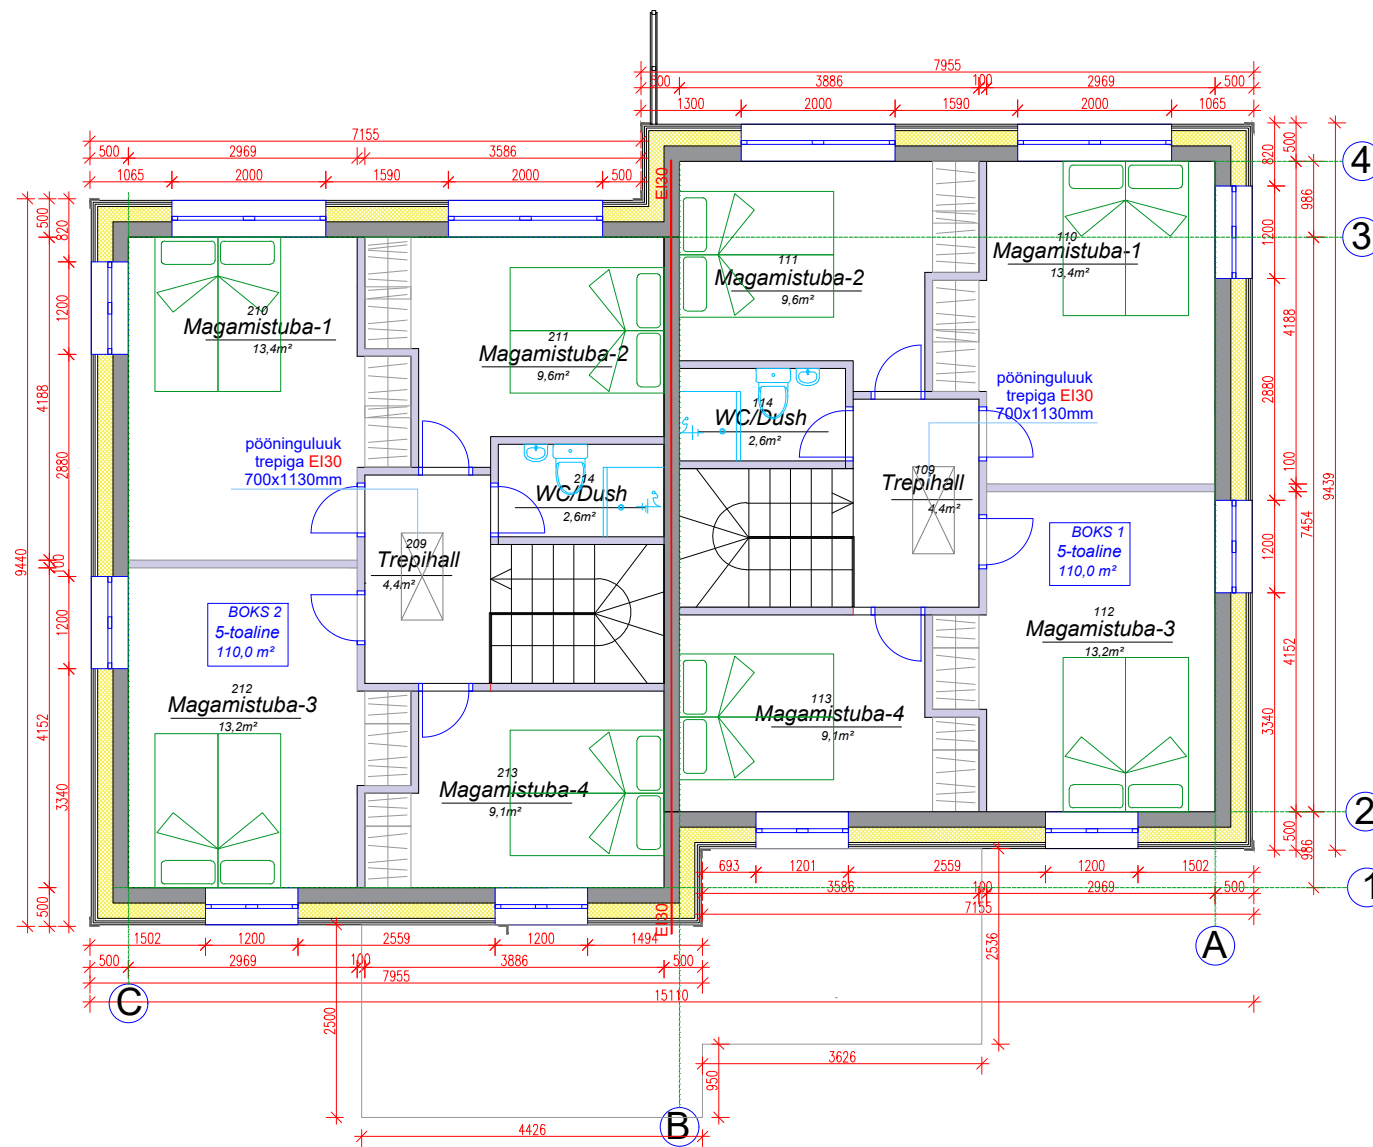 7955
500 3886 100 2969 500
1300 2000 1590 2000 1065
7155
500 2969 3586
1065 2000 1590 2000 500
EI30
4
3
2
1
500
820
1200
4188
2880
100
9440
1200
4152
3340
500
820
500
986
1200
4188
2880
100
9439
7454
1200
4152
3340
500
986
210
Magamistuba-1
13,4m²
211
Magamistuba-2
9,6m²
pööninguluuk
trepiga EI30
700x1130mm
214
WC/Dush
2,6m²
209
Trepihall
4,4m²
BOKS 2
5-toaline
110,0 m²
212
Magamistuba-3
13,2m²
213
Magamistuba-4
9,1m²
111
Magamistuba-2
9,6m²
110
Magamistuba-1
13,4m²
pööninguluuk
trepiga EI30
700x1130mm
114
WC/Dush
2,6m²
109
Trepihall
4,4m²
BOKS 1
5-toaline
110,0 m²
112
Magamistuba-3
13,2m²
113
Magamistuba-4
9,1m²
EI30
693 1201 2559 1200 1502
3586 100 2969 500
7155
1502 1200 2559 1200 1494
500 2969 100 3886 500
7955
15110
2500
2536
3626
950
4426
A
B
C